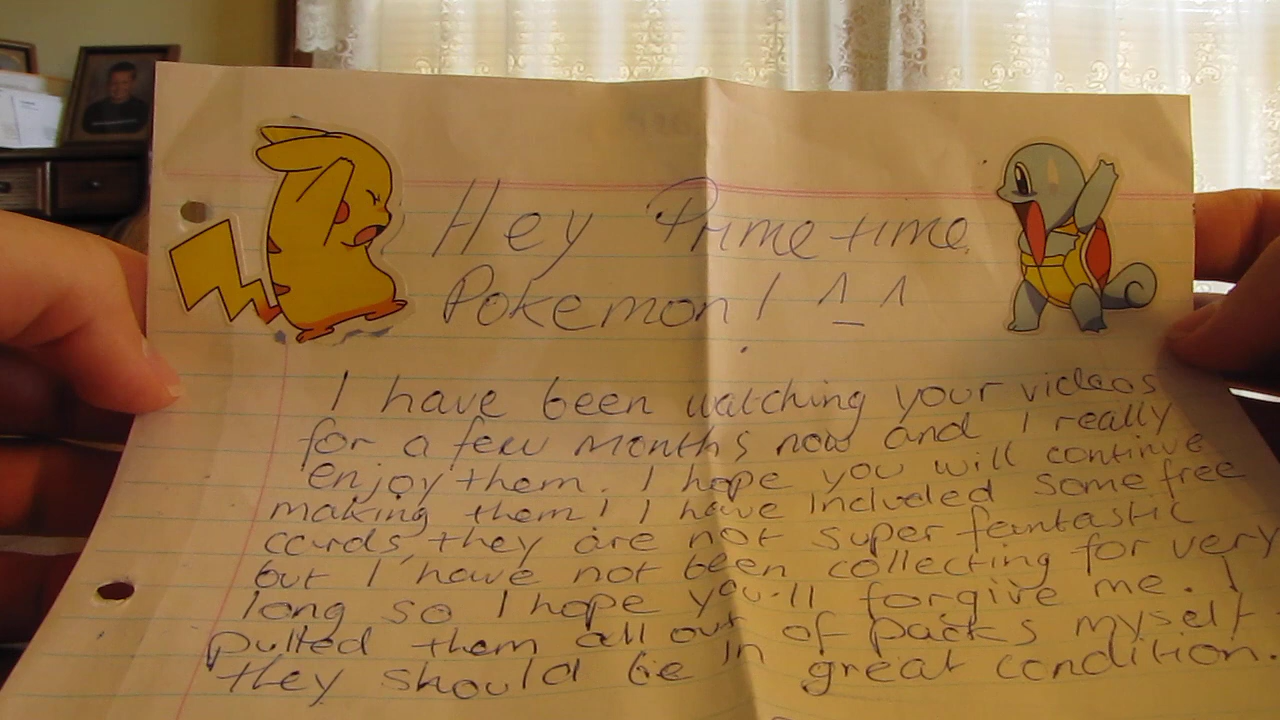 Hey Primetime
Pokemon! ^_^
I have been watching your videos
for a few months now and I really
enjoy them. I hope you will continue
making them! I have included some free
cards, they are not super fantastic
but I have not been collecting for very
long so I hope you'll forgive me. I
pulled them all out of packs myself
they should be in great condition.